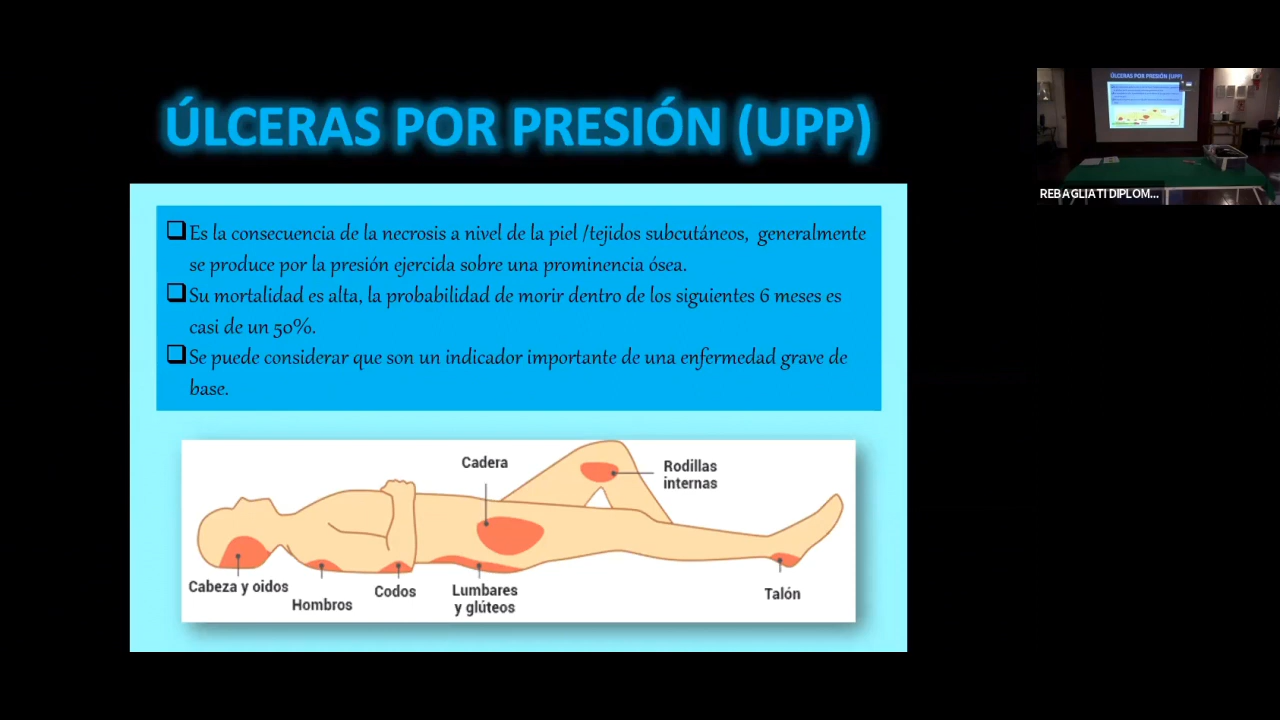 ÚLCERAS POR PRESIÓN (UPP)
Es la consecuencia de la necrosis a nivel de la piel /tejidos subcutáneos, generalmente
se produce por la presión ejercida sobre una prominencia ósea.
Su mortalidad es alta, la probabilidad de morir dentro de los siguientes 6 meses es
casi de un 50%.
Se puede considerar que son un indicador importante de una enfermedad grave de
base.
Cadera
Rodillas
internas
Cabeza y oidos
Hombros
Codos
Lumbares
y glúteos
Talón
ÚLCERAS POR PRESIÓN (UPP)
REBAGLIATI DIPLOM...